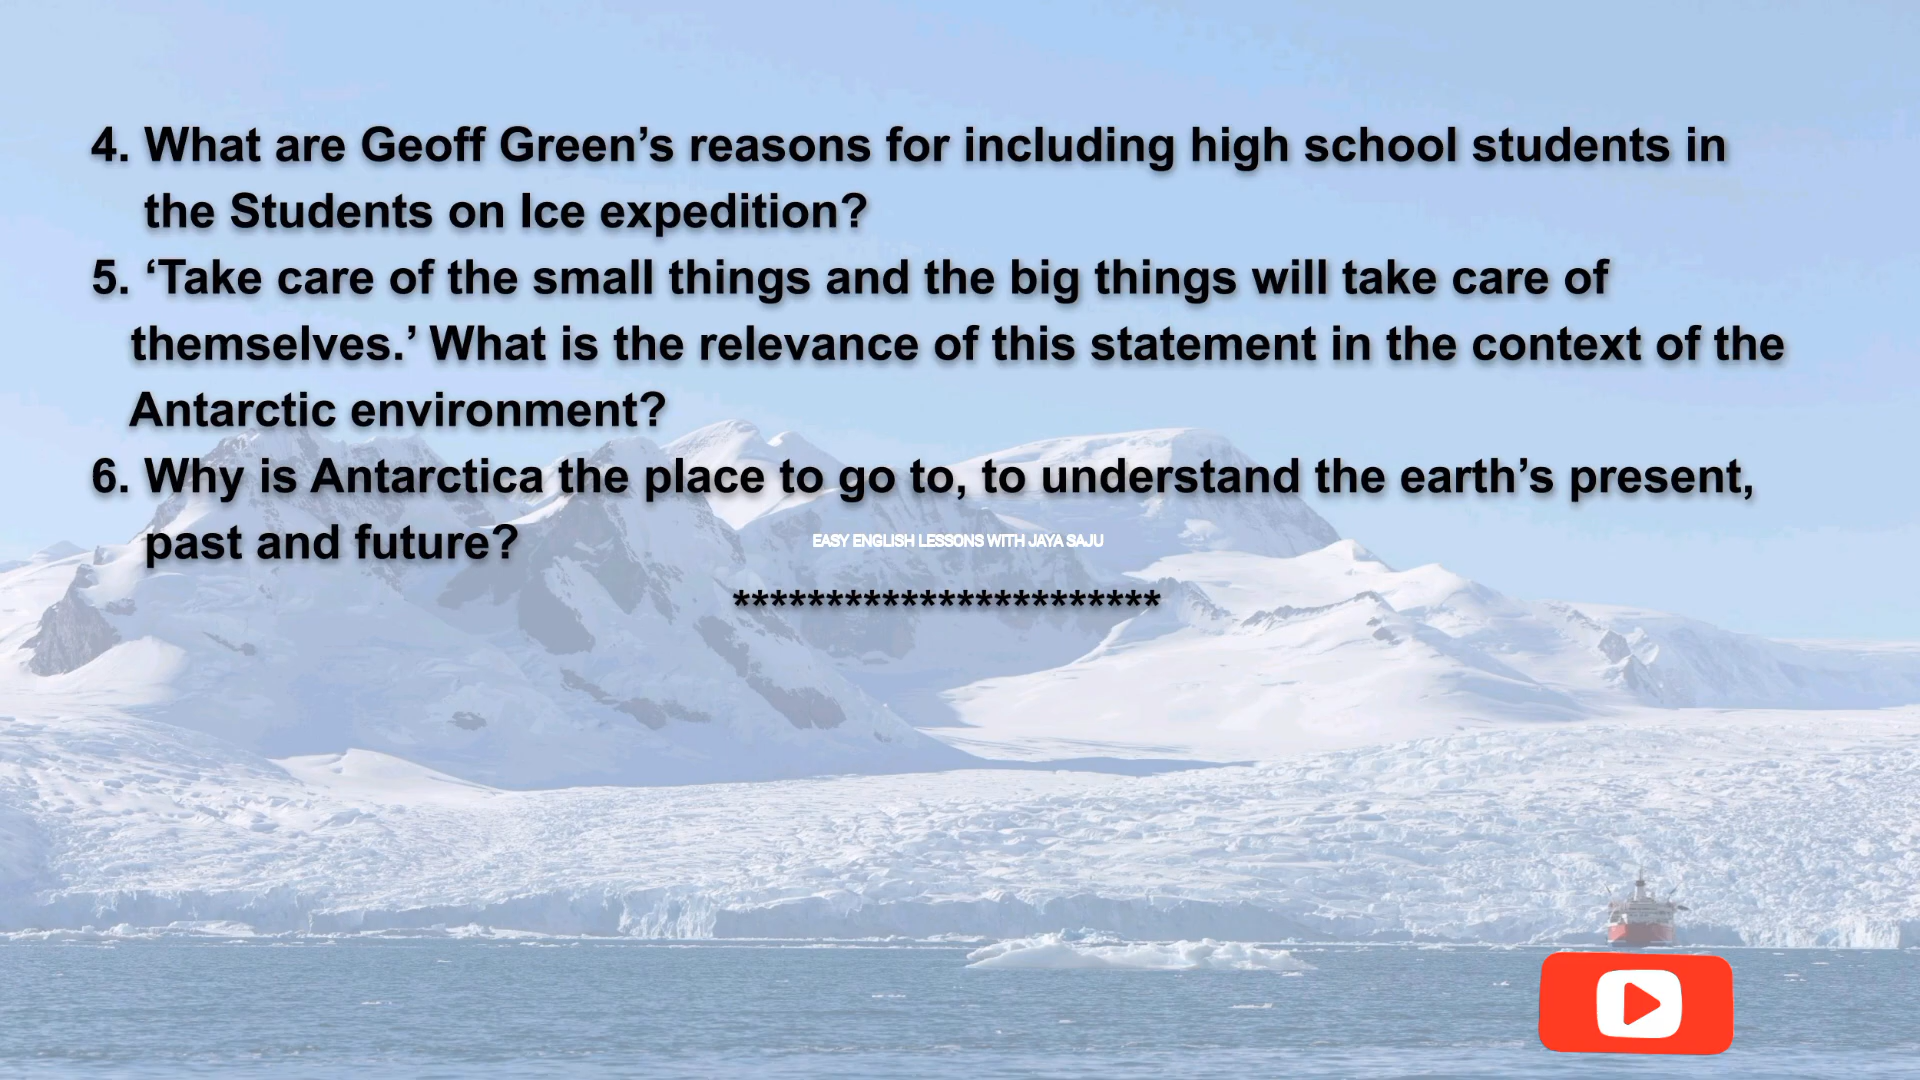 4. What are Geoff Green’s reasons for including high school students in
the Students on Ice expedition?
5. ‘Take care of the small things and the big things will take care of
themselves.’ What is the relevance of this statement in the context of the
Antarctic environment?
6. Why is Antarctica the place to go to, to understand the earth’s present,
past and future?
EASY ENGLISH LESSONS WITH JAYA SAJU
***********************